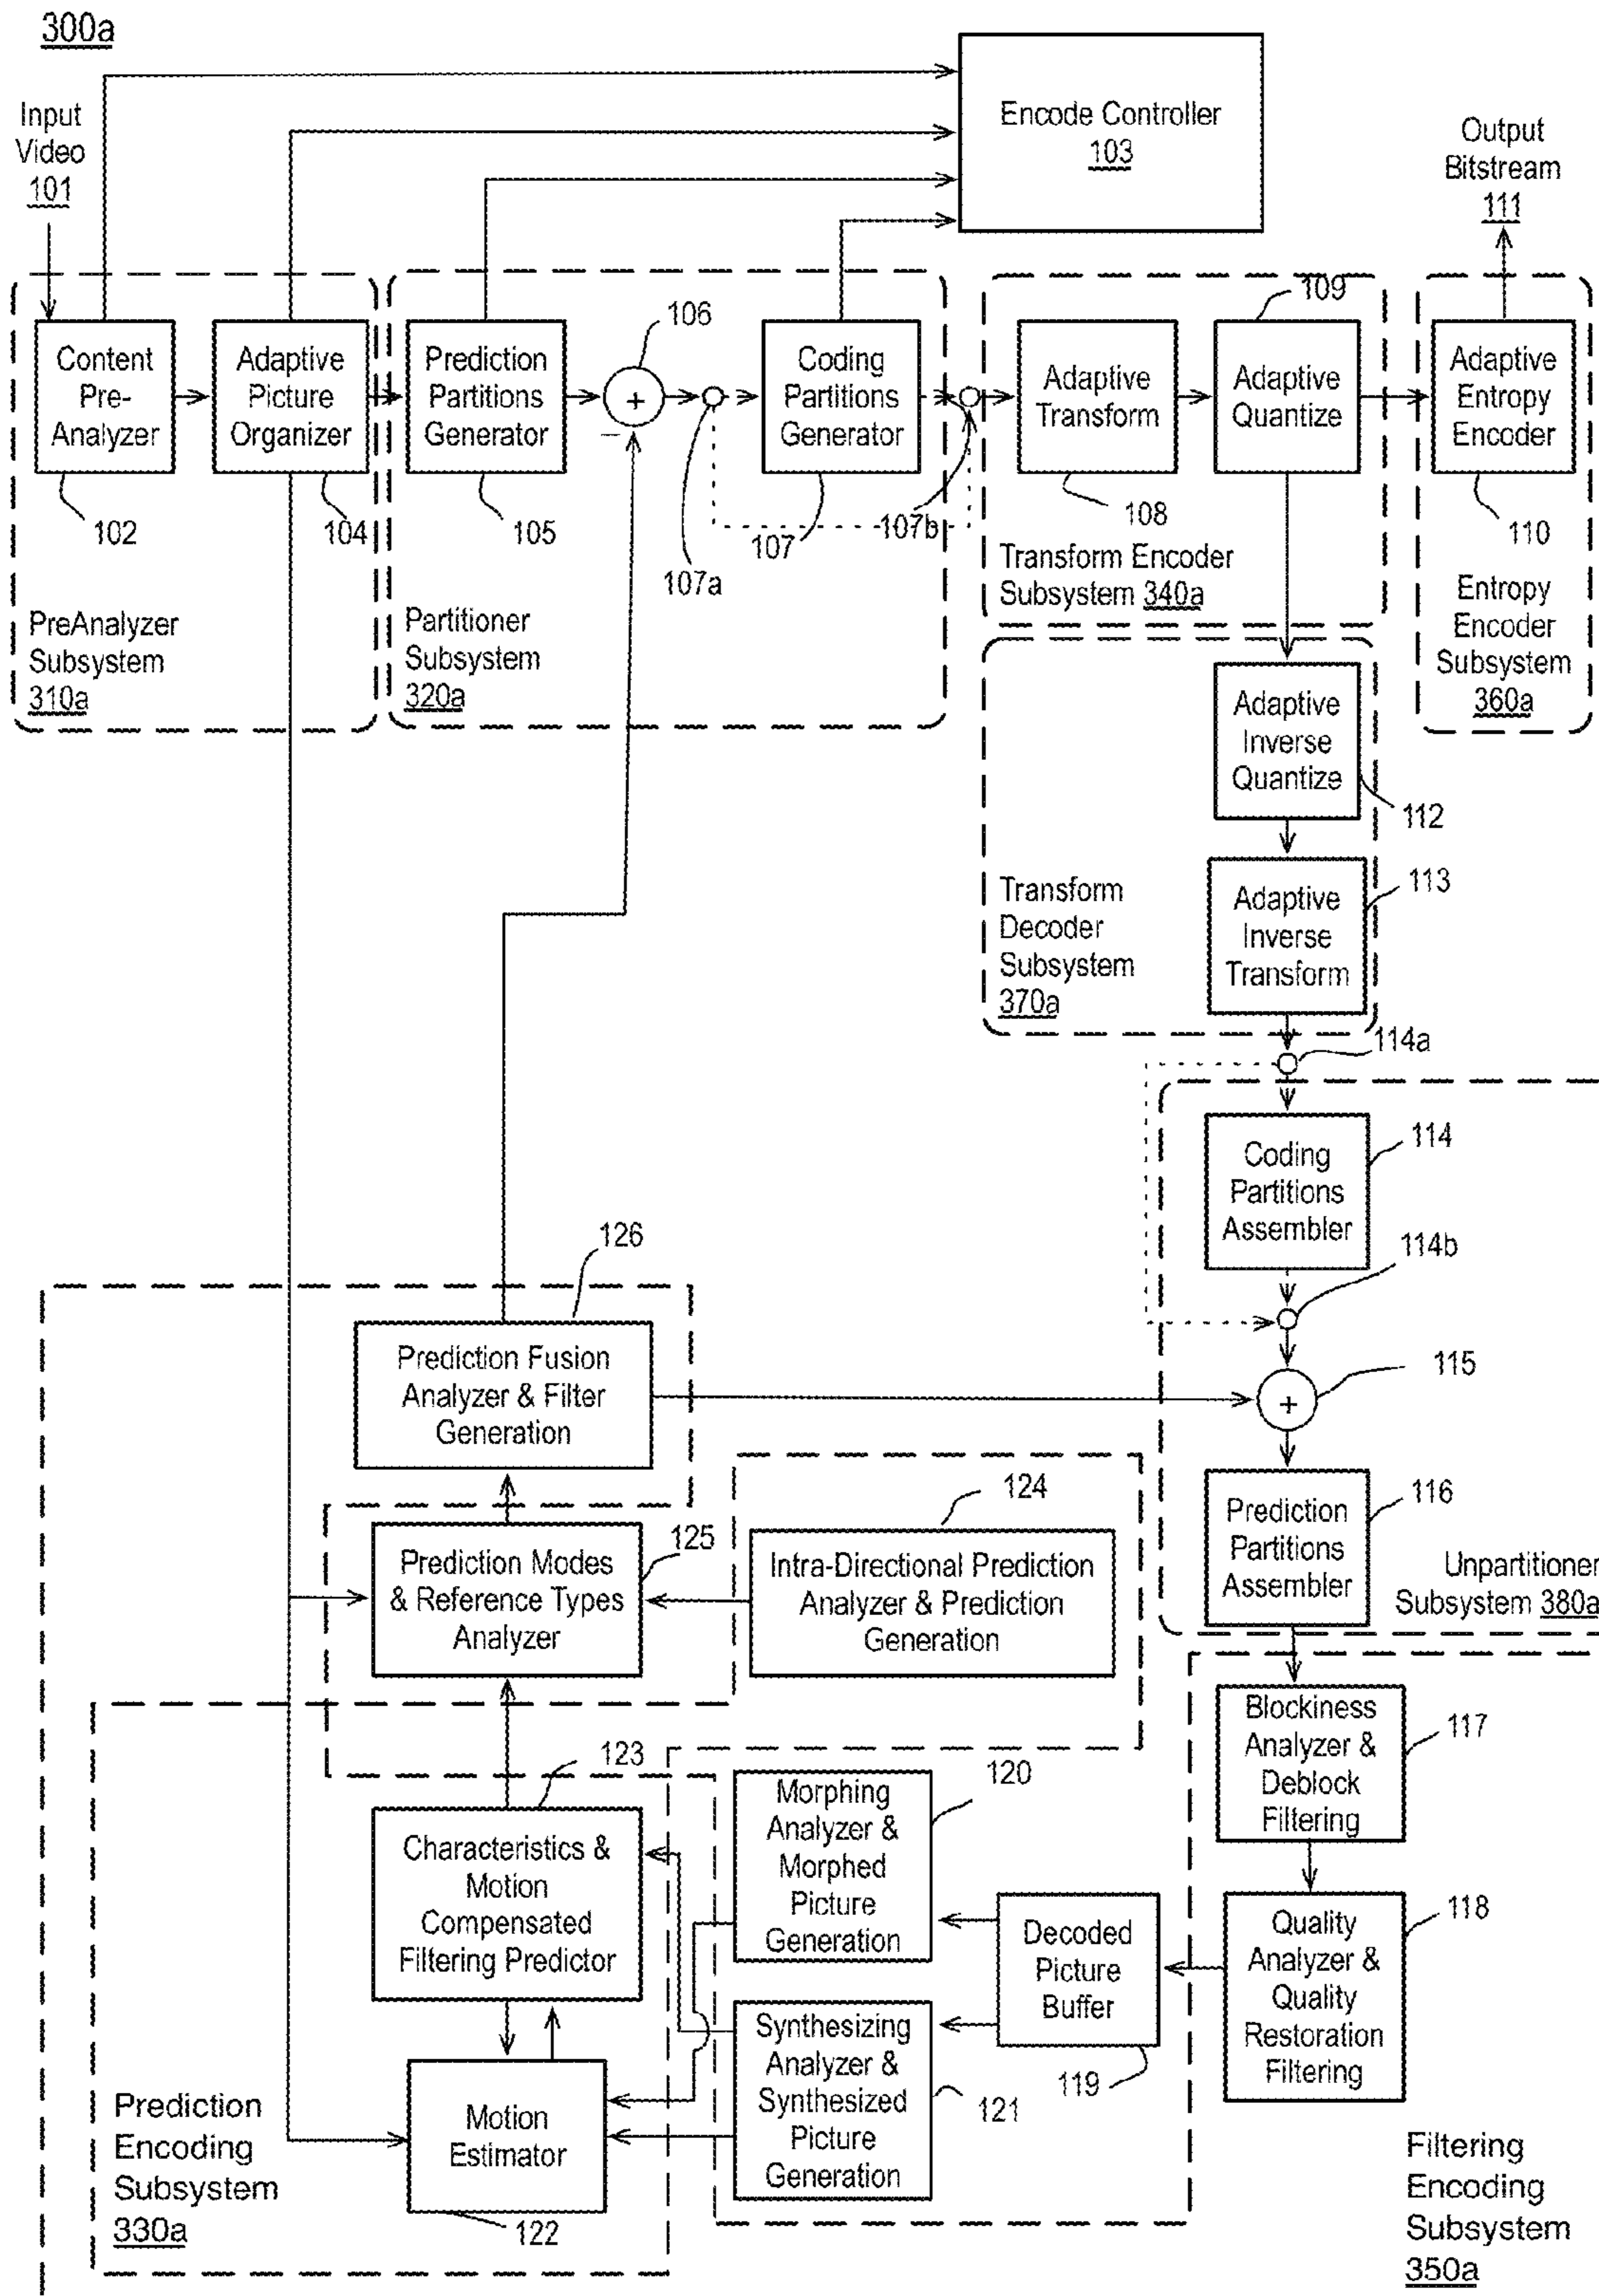 300a
Input
Video
101
Encode Controller
103
Output
Bitstream
111
Content
Pre-
Analyzer
102
Adaptive
Picture
Organizer
104
Prediction
Partitions
Generator
105
106
+
–
107a
Coding
Partitions
Generator
107
107b
Adaptive
Transform
108
109
Adaptive
Quantize
Adaptive
Entropy
Encoder
110
PreAnalyzer
Subsystem
310a
Partitioner
Subsystem
320a
Transform Encoder
Subsystem 340a
Entropy
Encoder
Subsystem
360a
Adaptive
Inverse
Quantize
112
Adaptive
Inverse
Transform
113
Transform
Decoder
Subsystem
370a
114a
Coding
Partitions
Assembler
114
114b
+
115
126
Prediction Fusion
Analyzer & Filter
Generation
Prediction
Partitions
Assembler
116
Unpartitioner
Subsystem 380a
Prediction Modes
& Reference Types
Analyzer
125
124
Intra-Directional Prediction
Analyzer & Prediction
Generation
Blockiness
Analyzer &
Deblock
Filtering
117
123
Characteristics &
Motion
Compensated
Filtering Predictor
Morphing
Analyzer &
Morphed
Picture
Generation
120
Decoded
Picture
Buffer
119
Quality
Analyzer &
Quality
Restoration
Filtering
118
Synthesizing
Analyzer &
Synthesized
Picture
Generation
121
Motion
Estimator
122
Prediction
Encoding
Subsystem
330a
Filtering
Encoding
Subsystem
350a